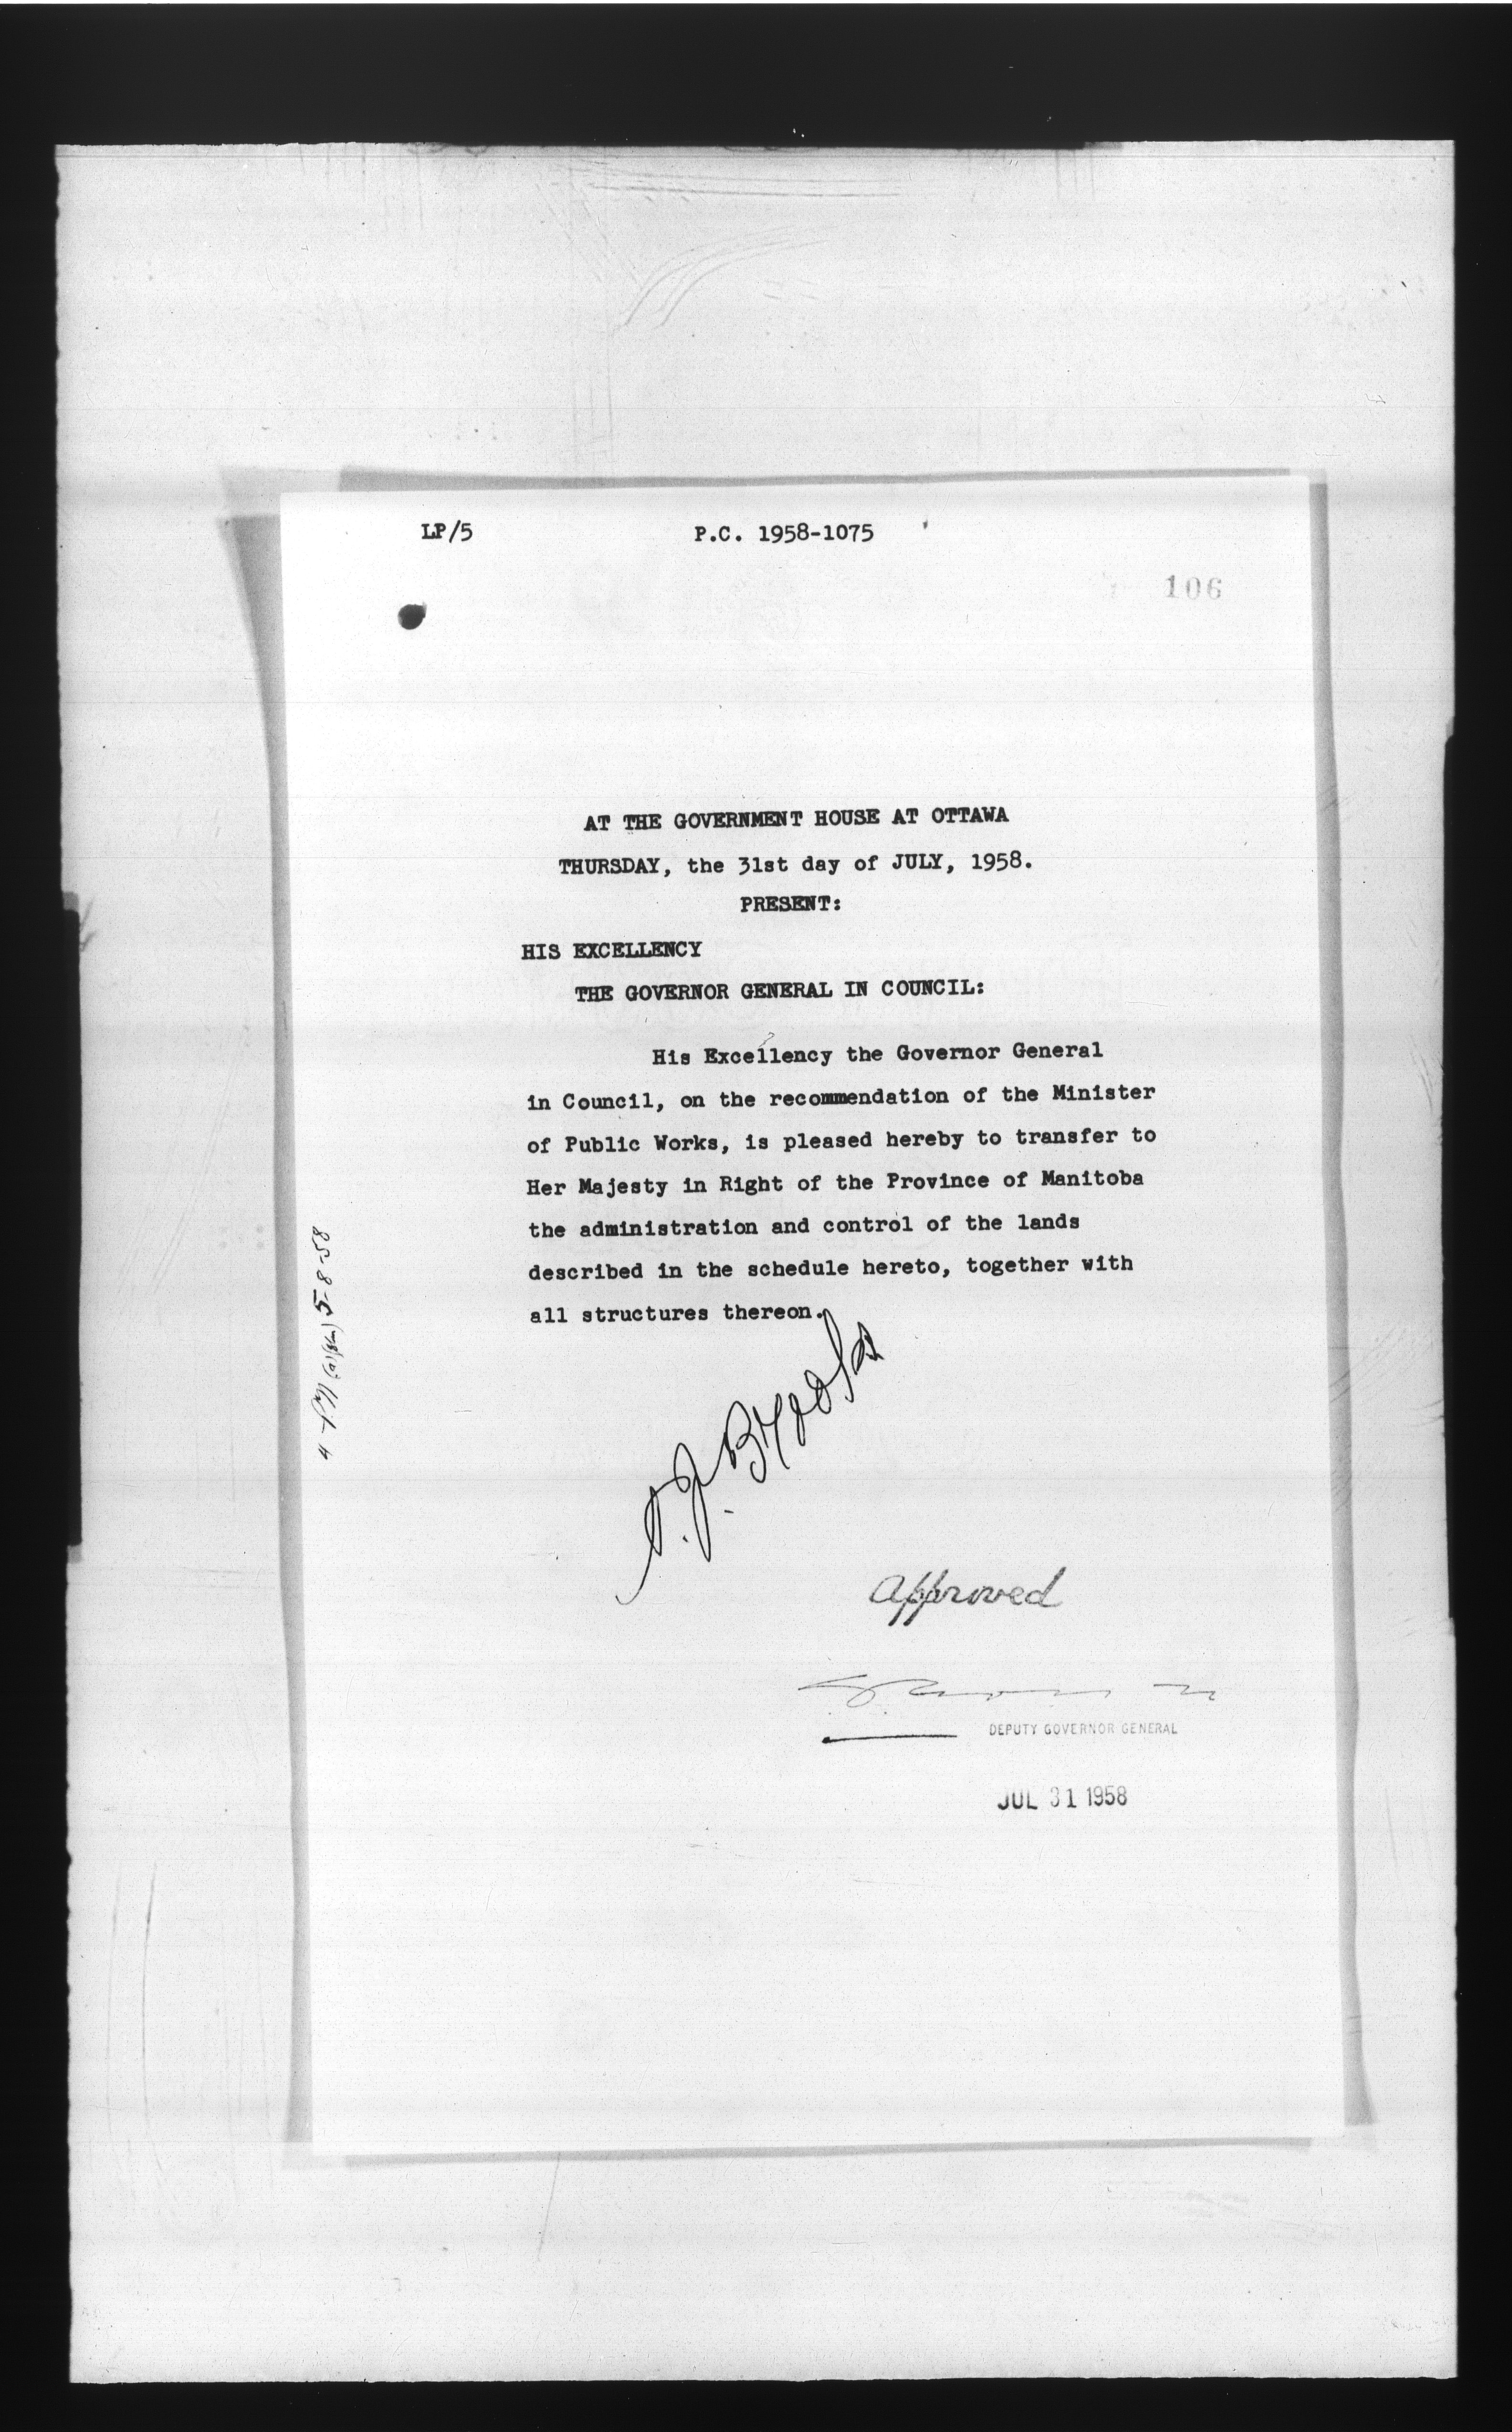 LP/5 P.C. 1958-1075
106
AT THE GOVERNMENT HOUSE AT OTTAWA
THURSDAY, the 31st day of JULY, 1958.
PRESENT:
HIS EXCELLENCY
THE GOVERNOR GENERAL IN COUNCIL:
His Excellency the Governor General
in Council, on the recommendation of the Minister
of Public Works, is pleased hereby to transfer to
Her Majesty in Right of the Province of Manitoba
the administration and control of the lands
described in the schedule hereto, together with
all structures thereon.
5-8-58
A.J. Brooks
Approved
DEPUTY GOVERNOR GENERAL
JUL 31 1958